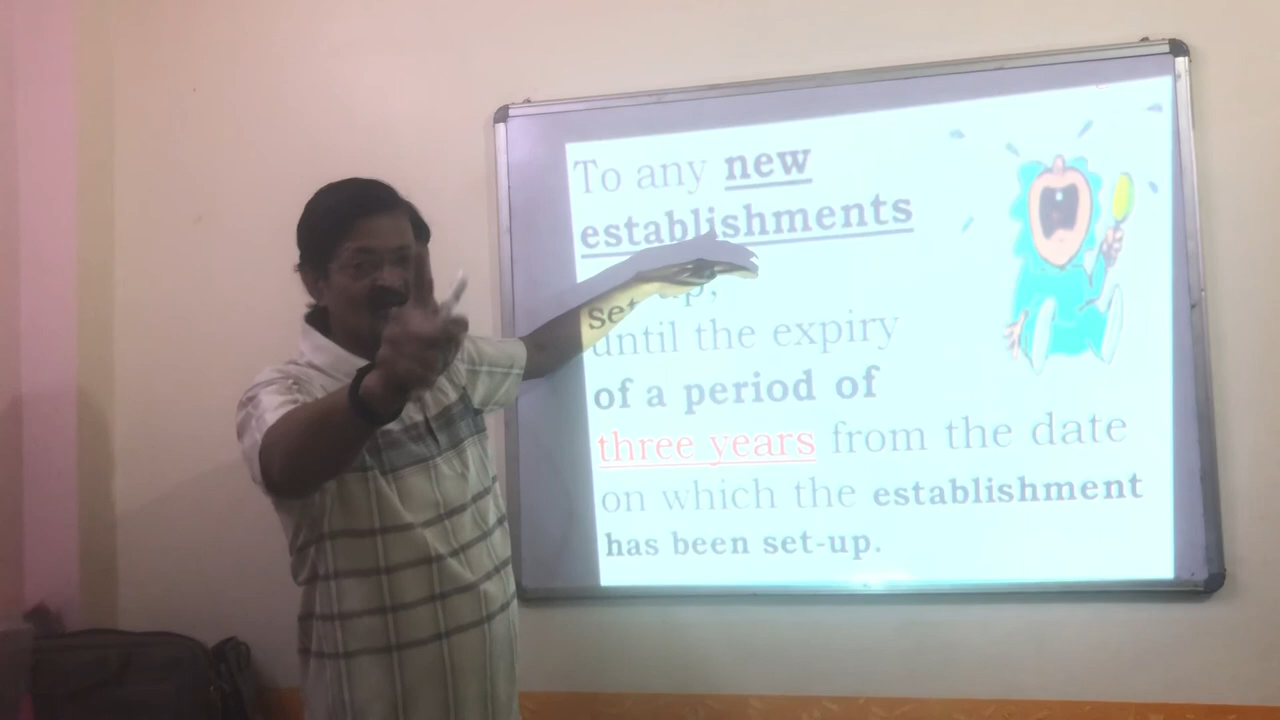 To any new
establishments
set-up,
until the expiry
of a period of
three years from the date
on which the establishment
has been set-up.